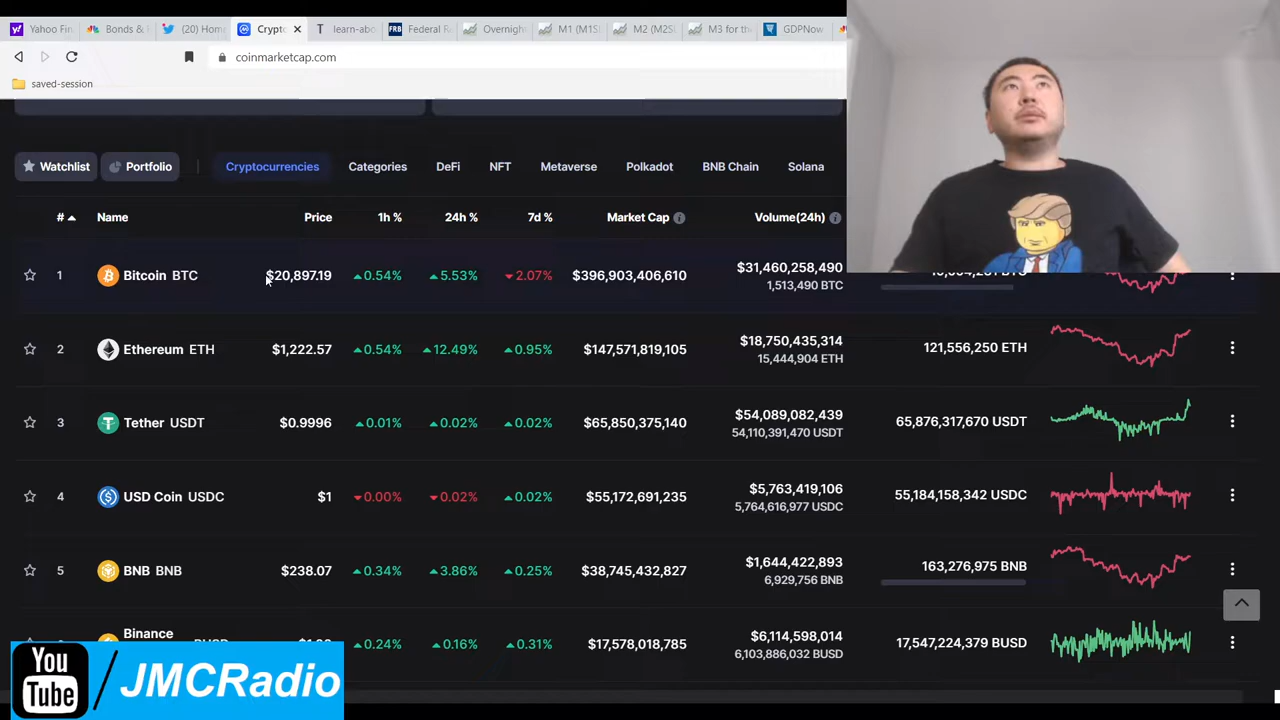 Yahoo Fin
Bonds &
(20) Hom
Crypto
learn-abo
Federal R
Overnigh
M1 (M1S
M2 (M2S
M3 for th
GDPNow
coinmarketcap.com
saved-session
Watchlist
Portfolio
Cryptocurrencies
Categories
DeFi
NFT
Metaverse
Polkadot
BNB Chain
Solana
# Name Price 1h % 24h % 7d % Market Cap Volume(24h)
1 Bitcoin BTC $20,897.19 0.54% 5.53% 2.07% $396,903,406,610 $31,460,258,490
1,513,490 BTC
2 Ethereum ETH $1,222.57 0.54% 12.49% 0.95% $147,571,819,105 $18,750,435,314 121,556,250 ETH
15,444,904 ETH
3 Tether USDT $0.9996 0.01% 0.02% 0.02% $65,850,375,140 $54,089,082,439 65,876,317,670 USDT
54,110,391,470 USDT
4 USD Coin USDC $1 0.00% 0.02% 0.02% $55,172,691,235 $5,763,419,106 55,184,158,342 USDC
5,764,616,977 USDC
5 BNB BNB $238.07 0.34% 3.86% 0.25% $38,745,432,827 $1,644,422,893 163,276,975 BNB
6,929,756 BNB
Binance 0.24% 0.16% 0.31% $17,578,018,785 $6,114,598,014 17,547,224,379 BUSD
6,103,886,032 BUSD
You
Tube
JMCRadio